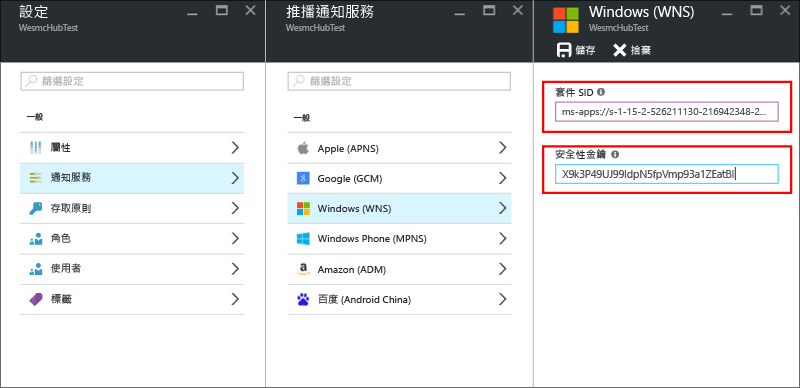 設定
WesmcHubTest
篩選設定
一般
屬性
通知服務
存取原則
角色
使用者
標籤
推播通知服務
WesmcHubTest
篩選設定
一般
Apple (APNS)
Google (GCM)
Windows (WNS)
Windows Phone (MPNS)
Amazon (ADM)
百度 (Android China)
Windows (WNS)
WesmcHubTest
儲存 捨棄
套件 SID
ms-apps://s-1-15-2-526211130-216942348-2...
安全性金鑰
X9k3P49UJ99ldpN5fpVmp93a1ZEatBl